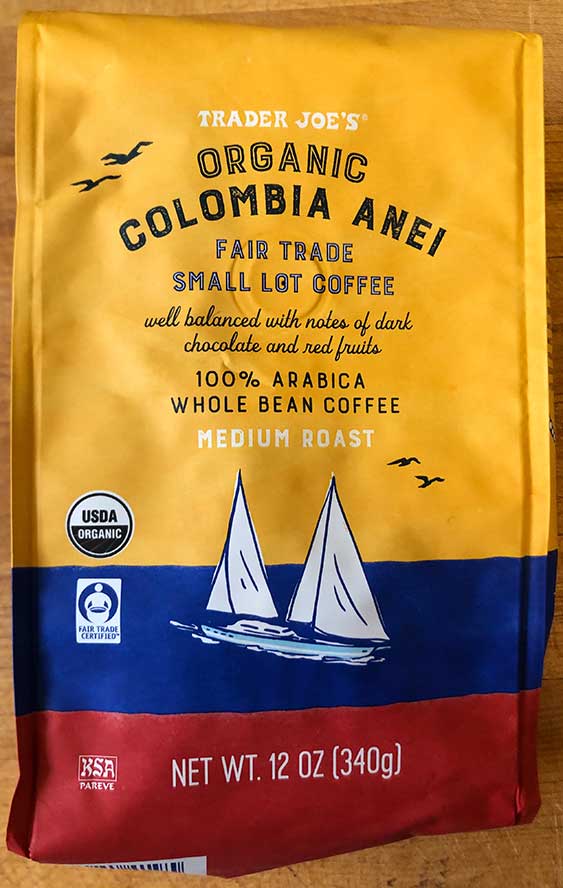 TRADER JOE'S®
ORGANIC
COLOMBIA ANEI
FAIR TRADE
SMALL LOT COFFEE
well balanced with notes of dark
chocolate and red fruits
100% ARABICA
WHOLE BEAN COFFEE
MEDIUM ROAST
USDA
ORGANIC
FAIR TRADE
CERTIFIED™
KSA
PAREVE
NET WT. 12 OZ (340g)